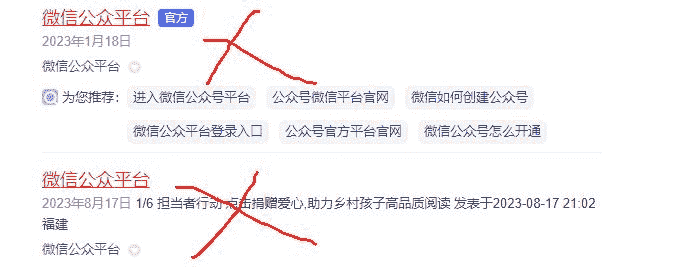 微信公众平台 官方
2023年1月18日
微信公众平台
为您推荐： 进入微信公众号平台 公众号微信平台官网 微信如何创建公众号
微信公众平台登录入口 公众号官方平台官网 微信公众号怎么开通
微信公众平台
2023年8月17日 1/6 担当者行动 点击捐赠爱心,助力乡村孩子高品质阅读 发表于2023-08-17 21:02
福建
微信公众平台